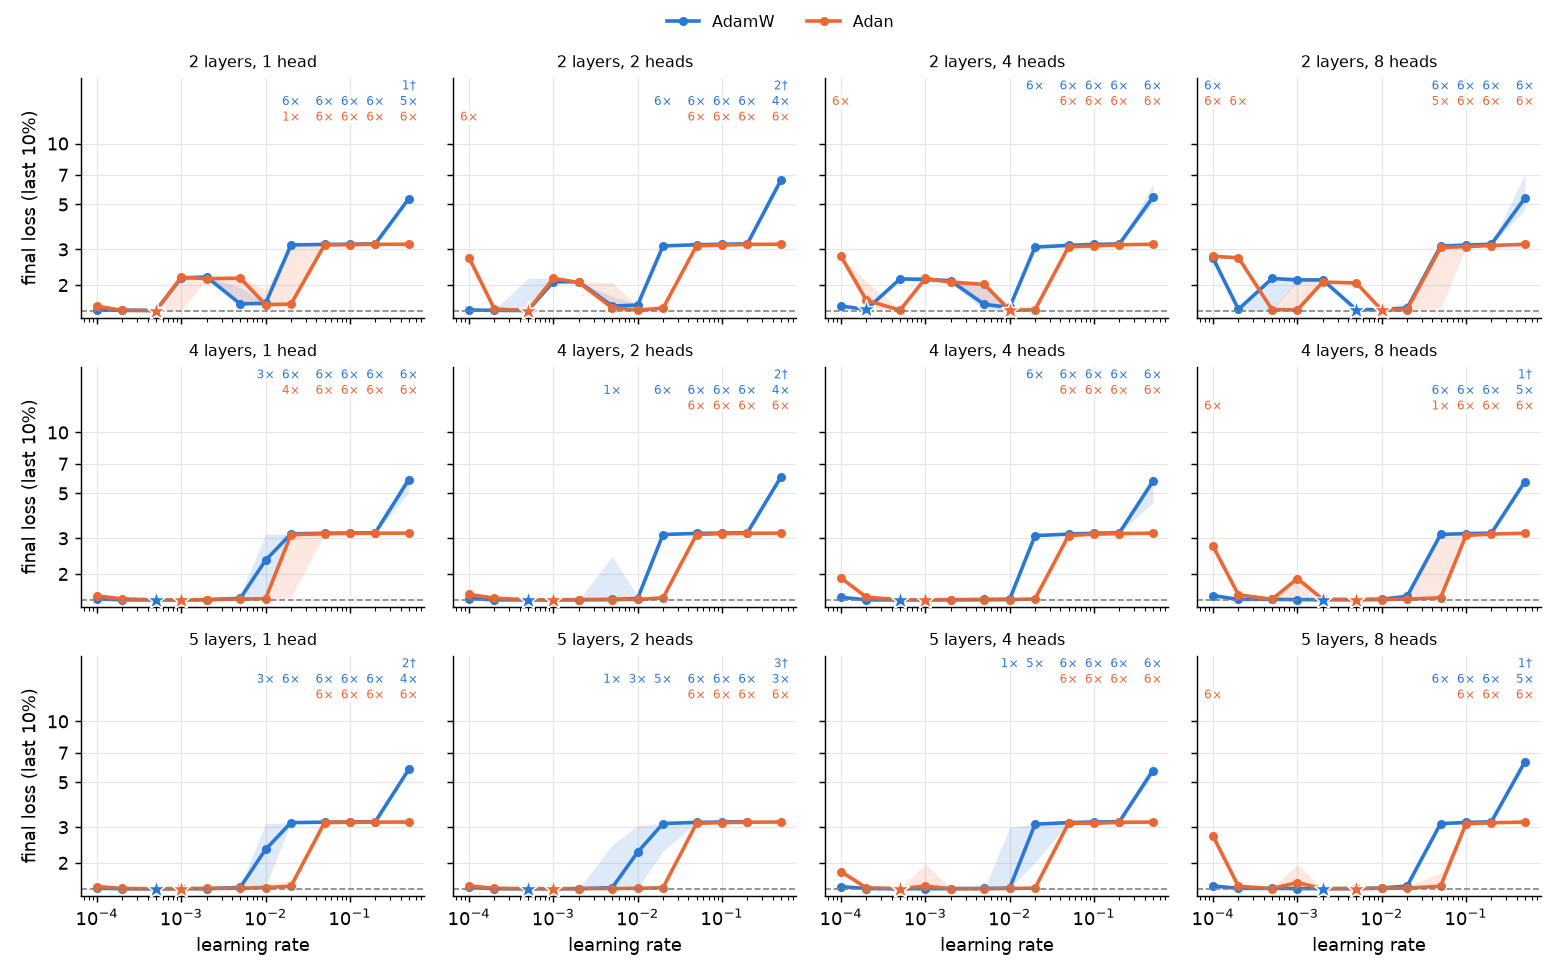 AdamW Adan
2 layers, 1 head
2 layers, 2 heads
2 layers, 4 heads
2 layers, 8 heads
final loss (last 10%)
10
7
5
3
2
1†
6× 6× 6× 6× 5×
1× 6× 6× 6× 6×
2†
6× 6× 6× 6× 4×
6× 6× 6× 6× 6×
6× 6× 6× 6× 6×
6× 6× 6× 6× 6×
6× 6× 6× 6× 6×
6× 6× 5× 6× 6× 6×
4 layers, 1 head
4 layers, 2 heads
4 layers, 4 heads
4 layers, 8 heads
final loss (last 10%)
10
7
5
3
2
3× 6× 6× 6× 6× 6×
4× 6× 6× 6× 6×
2†
1× 6× 6× 6× 6× 4×
6× 6× 6× 6×
6× 6× 6× 6× 6×
6× 6× 6× 6×
1†
6× 6× 6× 5×
6× 1× 6× 6× 6×
5 layers, 1 head
5 layers, 2 heads
5 layers, 4 heads
5 layers, 8 heads
final loss (last 10%)
10
7
5
3
2
2†
3× 6× 6× 6× 6× 4×
6× 6× 6× 6×
3†
1× 3× 5× 6× 6× 6× 3×
6× 6× 6× 6×
1× 5× 6× 6× 6× 6×
6× 6× 6× 6×
1†
6× 6× 6× 5×
6× 6× 6× 6×
10⁻⁴ 10⁻³ 10⁻² 10⁻¹
10⁻⁴ 10⁻³ 10⁻² 10⁻¹
10⁻⁴ 10⁻³ 10⁻² 10⁻¹
10⁻⁴ 10⁻³ 10⁻² 10⁻¹
learning rate
learning rate
learning rate
learning rate